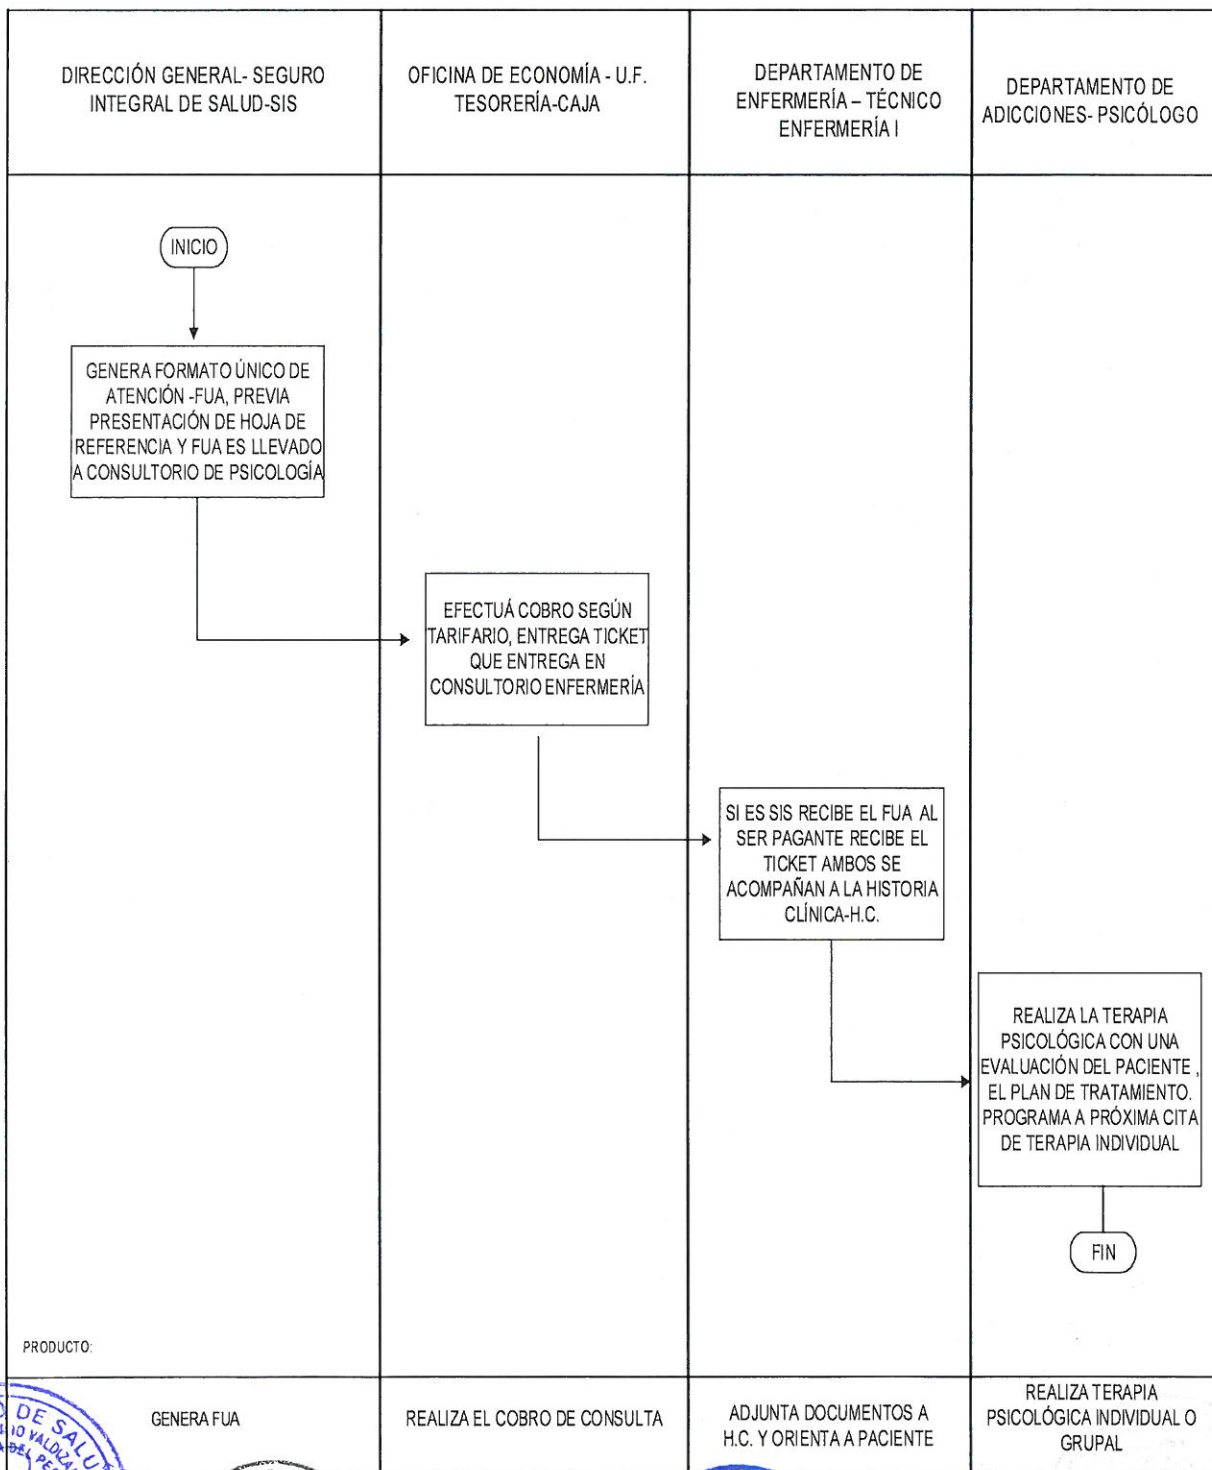 DIRECCIÓN GENERAL- SEGURO
INTEGRAL DE SALUD-SIS
OFICINA DE ECONOMÍA - U.F.
TESORERÍA-CAJA
DEPARTAMENTO DE
ENFERMERÍA – TÉCNICO
ENFERMERÍA I
DEPARTAMENTO DE
ADICCIONES- PSICÓLOGO
INICIO
GENERA FORMATO ÚNICO DE
ATENCIÓN -FUA, PREVIA
PRESENTACIÓN DE HOJA DE
REFERENCIA Y FUA ES LLEVADO
A CONSULTORIO DE PSICOLOGÍA
EFECTUÁ COBRO SEGÚN
TARIFARIO, ENTREGA TICKET
QUE ENTREGA EN
CONSULTORIO ENFERMERÍA
SI ES SIS RECIBE EL FUA AL
SER PAGANTE RECIBE EL
TICKET AMBOS SE
ACOMPAÑAN A LA HISTORIA
CLÍNICA-H.C.
REALIZA LA TERAPIA
PSICOLÓGICA CON UNA
EVALUACIÓN DEL PACIENTE ,
EL PLAN DE TRATAMIENTO.
PROGRAMA A PRÓXIMA CITA
DE TERAPIA INDIVIDUAL
FIN
PRODUCTO:
GENERA FUA
REALIZA EL COBRO DE CONSULTA
ADJUNTA DOCUMENTOS A
H.C. Y ORIENTA A PACIENTE
REALIZA TERAPIA
PSICOLÓGICA INDIVIDUAL O
GRUPAL
DE SALU